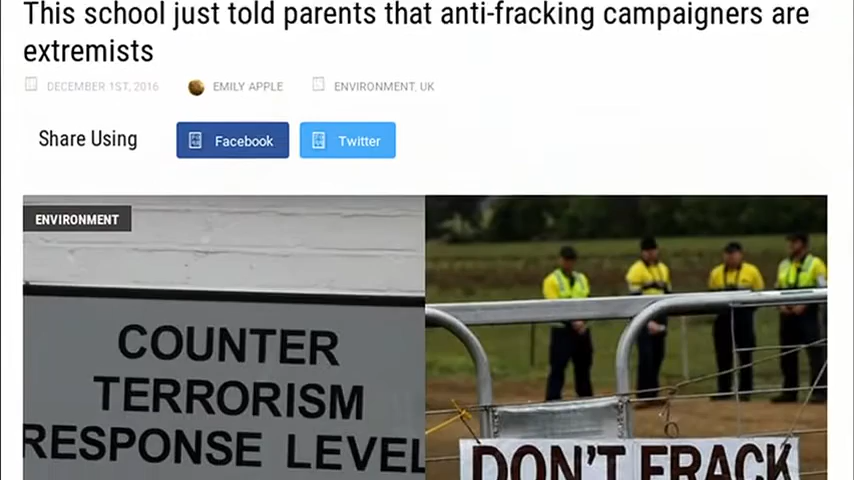 This school just told parents that anti-fracking campaigners are
extremists
DECEMBER 1ST, 2016 EMILY APPLE ENVIRONMENT, UK
Share Using Facebook Twitter
ENVIRONMENT
COUNTER
TERRORISM
RESPONSE LEVEL
DON'T FRACK